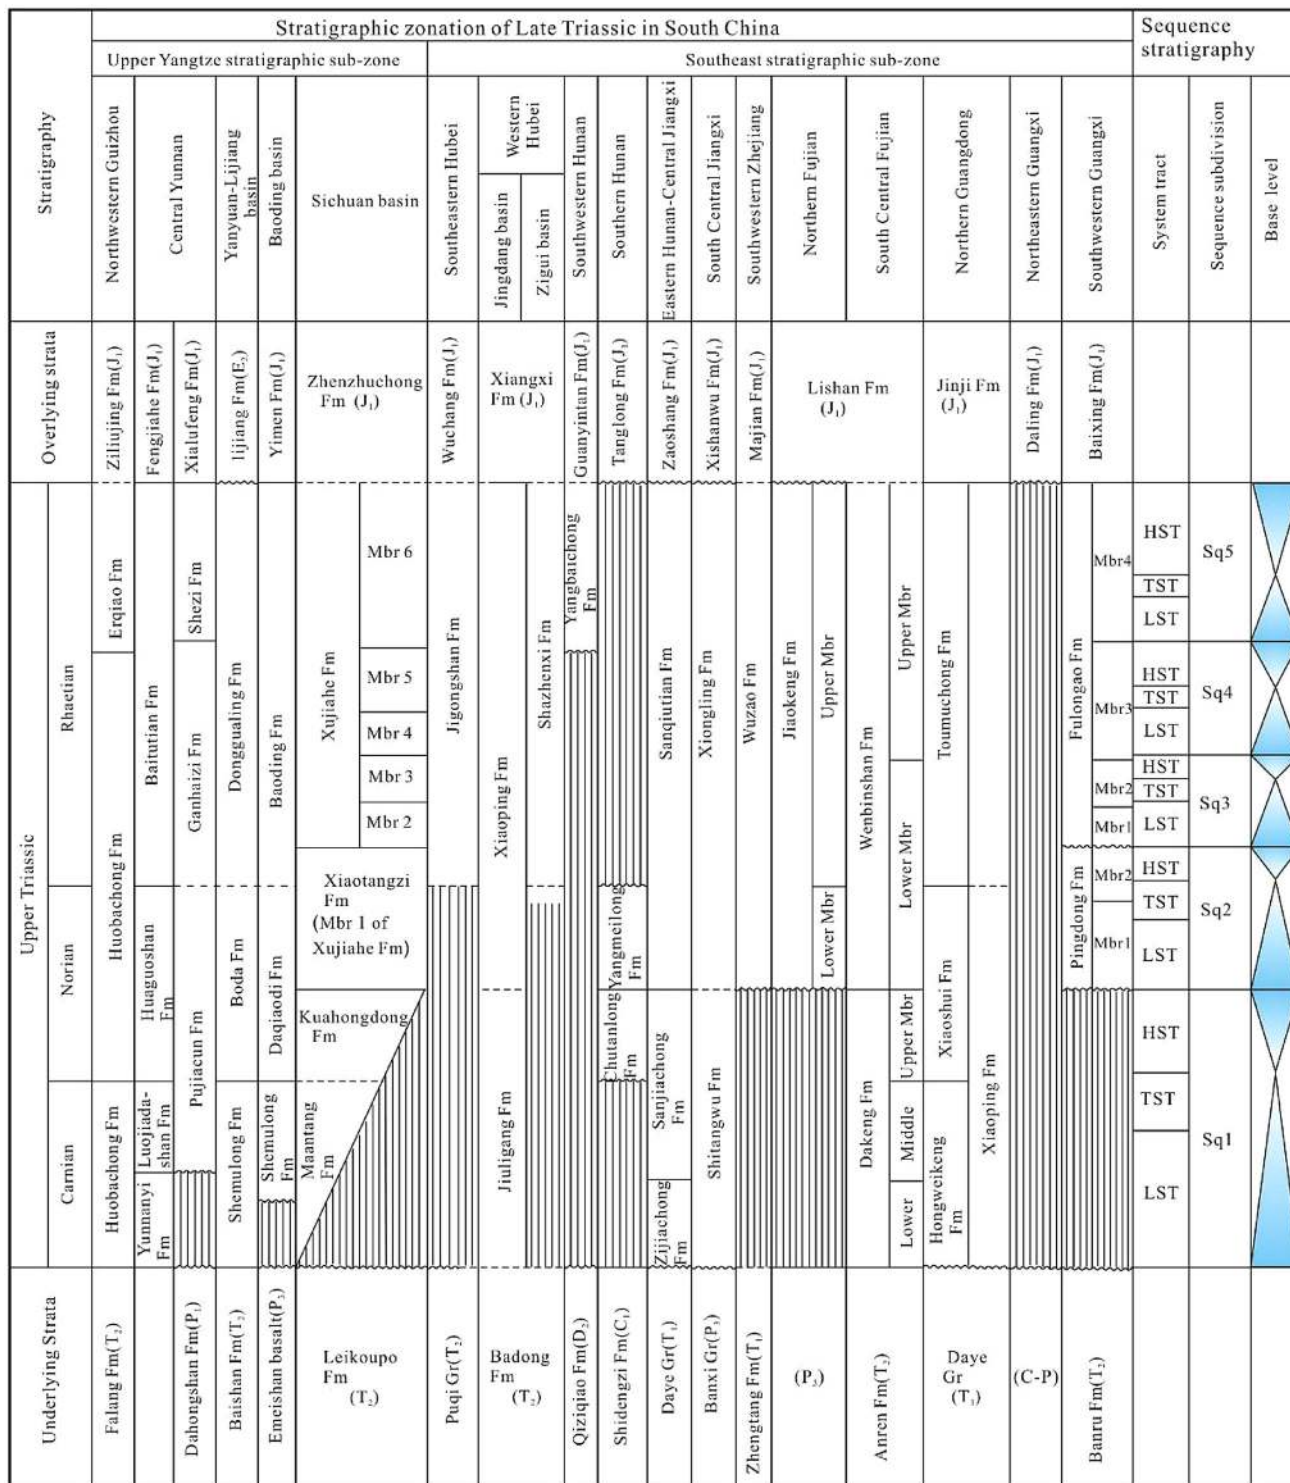 Stratigraphic zonation of Late Triassic in South China
Sequence
stratigraphy
Upper Yangtze stratigraphic sub-zone
Southeast stratigraphic sub-zone
Stratigraphy
Northwestern Guizhou
Central Yunnan
Yanyuan-Lijiang
basin
Baoding basin
Sichuan basin
Southeastern Hubei
Western
Hubei
Jingdang basin
Zigui basin
Southwestern Hunan
Southern Hunan
Eastern Hunan-Central Jiangxi
South Central Jiangxi
Southwestern Zhejiang
Northern Fujian
South Central Fujian
Northern Guangdong
Northeastern Guangxi
Southwestern Guangxi
System tract
Sequence subdivision
Base level
Overlying strata
Ziliujing Fm(J₁)
Fengjiahe Fm(J₁)
Xialufeng Fm(J₁)
lijiang Fm(E₂)
Yimen Fm(J₁)
Zhenzhuchong
Fm (J₁)
Wuchang Fm(J₁)
Xiangxi
Fm (J₁)
Guanyintan Fm(J₁)
Tanglong Fm(J₂)
Zaoshang Fm(J₁)
Xishanwu Fm(J₁)
Majian Fm(J₁)
Lishan Fm
(J₁)
Jinji Fm
(J₁)
Daling Fm(J₁)
Baixing Fm(J₁)
Upper Triassic
Rhaetian
Norian
Carnian
Erqiao Fm
Huobachong Fm
Huobachong Fm
Baitutian Fm
Huaguoshan
Fm
Luojiada-
shan Fm
Yunnanyi
Fm
Shezi Fm
Ganhaizi Fm
Pujiacun Fm
Donggualing Fm
Boda Fm
Shemulong Fm
Baoding Fm
Daqiaodi Fm
Shemulong
Fm
Xujiahe Fm
Mbr 6
Mbr 5
Mbr 4
Mbr 3
Mbr 2
Xiaotangzi
Fm
(Mbr 1 of
Xujiahe Fm)
Kuahongdong
Fm
Maantang
Fm
Jigongshan Fm
Xiaoping Fm
Jiuligang Fm
Shazhenxi Fm
Yangbaichong
Fm
Yangmeilong
Fm
Chutanlong
Fm
Sanqiutian Fm
Sanjiachong
Fm
Zijiachong
Fm
Xiongling Fm
Shitangwu Fm
Wuzao Fm
Jiaokeng Fm
Upper Mbr
Lower Mbr
Wenbinshan Fm
Upper Mbr
Lower Mbr
Dakeng Fm
Upper Mbr
Middle
Lower
Toumuchong Fm
Xiaoshui Fm
Hongweikeng
Fm
Xiaoping Fm
Fulongao Fm
Mbr4
Mbr3
Mbr2
Mbr1
Pingdong Fm
Mbr2
Mbr1
HST
TST
LST
Sq5
HST
TST
LST
Sq4
HST
TST
LST
Sq3
HST
TST
LST
Sq2
HST
TST
LST
Sq1
Underlying Strata
Falang Fm(T₂)
Dahongshan Fm(P₁)
Baishan Fm(T₂)
Emeishan basalt(P₃)
Leikoupo
Fm
(T₂)
Puqi Gr(T₂)
Badong
Fm
(T₂)
Qiziqiao Fm(D₂)
Shidengzi Fm(C₁)
Daye Gr(T₁)
Banxi Gr(P₃)
Zhengtang Fm(T₁)
(P₃)
Anren Fm(T₂)
Daye
Gr
(T₁)
(C-P)
Banru Fm(T₂)